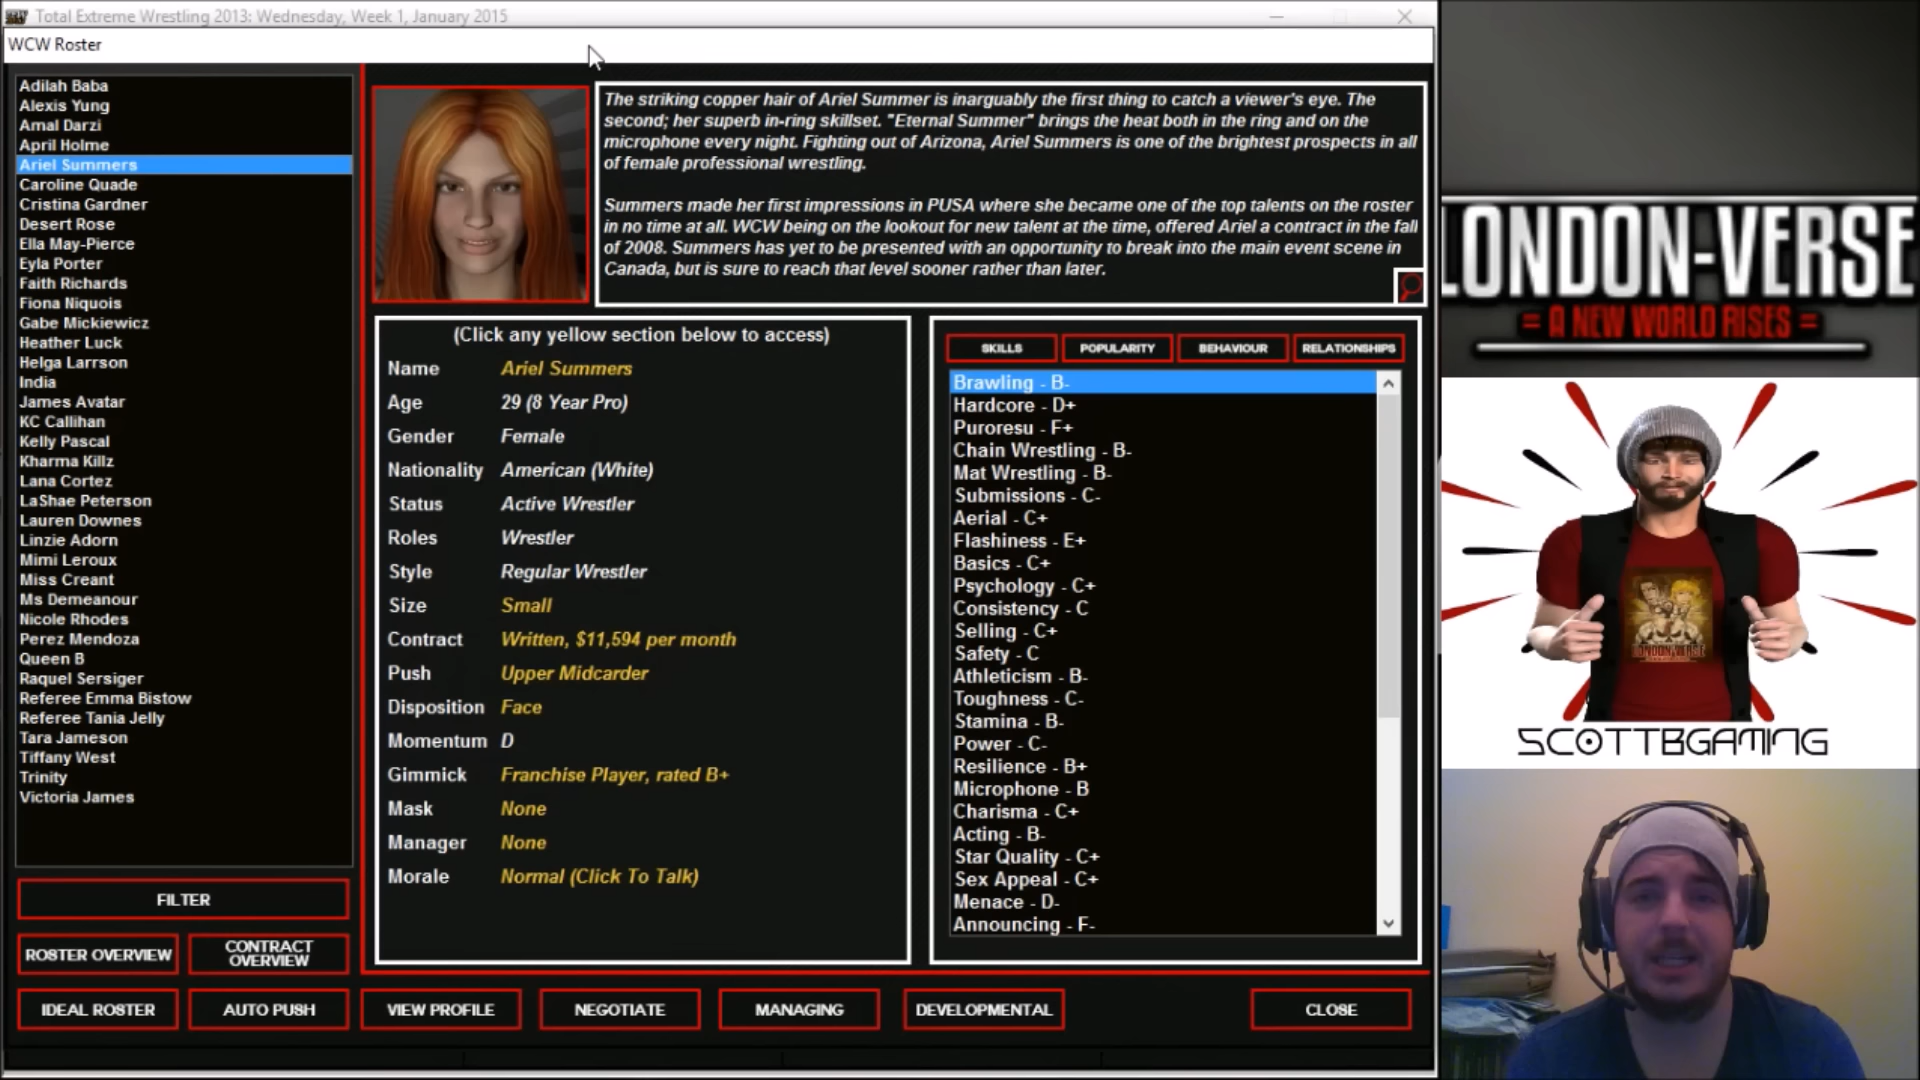 Total Extreme Wrestling 2013: Wednesday, Week 1, January 2015
WCW Roster
Adilah Baba
Alexis Yung
Amal Darzi
April Holme
Ariel Summers
Caroline Quade
Cristina Gardner
Desert Rose
Ella May-Pierce
Eyla Porter
Faith Richards
Fiona Niquois
Gabe Mickiewicz
Heather Luck
Helga Larrson
India
James Avatar
KC Callihan
Kelly Pascal
Kharma Killz
Lana Cortez
LaShae Peterson
Lauren Downes
Linzie Adorn
Mimi Leroux
Miss Creant
Ms Demeanour
Nicole Rhodes
Perez Mendoza
Queen B
Raquel Sersiger
Referee Emma Bistow
Referee Tania Jelly
Tara Jameson
Tiffany West
Trinity
Victoria James
FILTER
ROSTER OVERVIEW
CONTRACT
OVERVIEW
The striking copper hair of Ariel Summer is inarguably the first thing to catch a viewer's eye. The
second; her superb in-ring skillset. "Eternal Summer" brings the heat both in the ring and on the
microphone every night. Fighting out of Arizona, Ariel Summers is one of the brightest prospects in all
of female professional wrestling.
Summers made her first impressions in PUSA where she became one of the top talents on the roster
in no time at all. WCW being on the lookout for new talent at the time, offered Ariel a contract in the fall
of 2008. Summers has yet to be presented with an opportunity to break into the main event scene in
Canada, but is sure to reach that level sooner rather than later.
(Click any yellow section below to access)
Name Ariel Summers
Age 29 (8 Year Pro)
Gender Female
Nationality American (White)
Status Active Wrestler
Roles Wrestler
Style Regular Wrestler
Size Small
Contract Written, $11,594 per month
Push Upper Midcarder
Disposition Face
Momentum D
Gimmick Franchise Player, rated B+
Mask None
Manager None
Morale Normal (Click To Talk)
SKILLS POPULARITY BEHAVIOUR RELATIONSHIPS
Brawling - B-
Hardcore - D+
Puroresu - F+
Chain Wrestling - B-
Mat Wrestling - B-
Submissions - C-
Aerial - C+
Flashiness - E+
Basics - C+
Psychology - C+
Consistency - C
Selling - C+
Safety - C
Athleticism - B-
Toughness - C-
Stamina - B-
Power - C-
Resilience - B+
Microphone - B
Charisma - C+
Acting - B-
Star Quality - C+
Sex Appeal - C+
Menace - D-
Announcing - F-
IDEAL ROSTER AUTO PUSH VIEW PROFILE NEGOTIATE MANAGING DEVELOPMENTAL CLOSE
LONDON-VERSE
= A NEW WORLD RISES =
LONDON-VERSE
SCOTTBGAMING